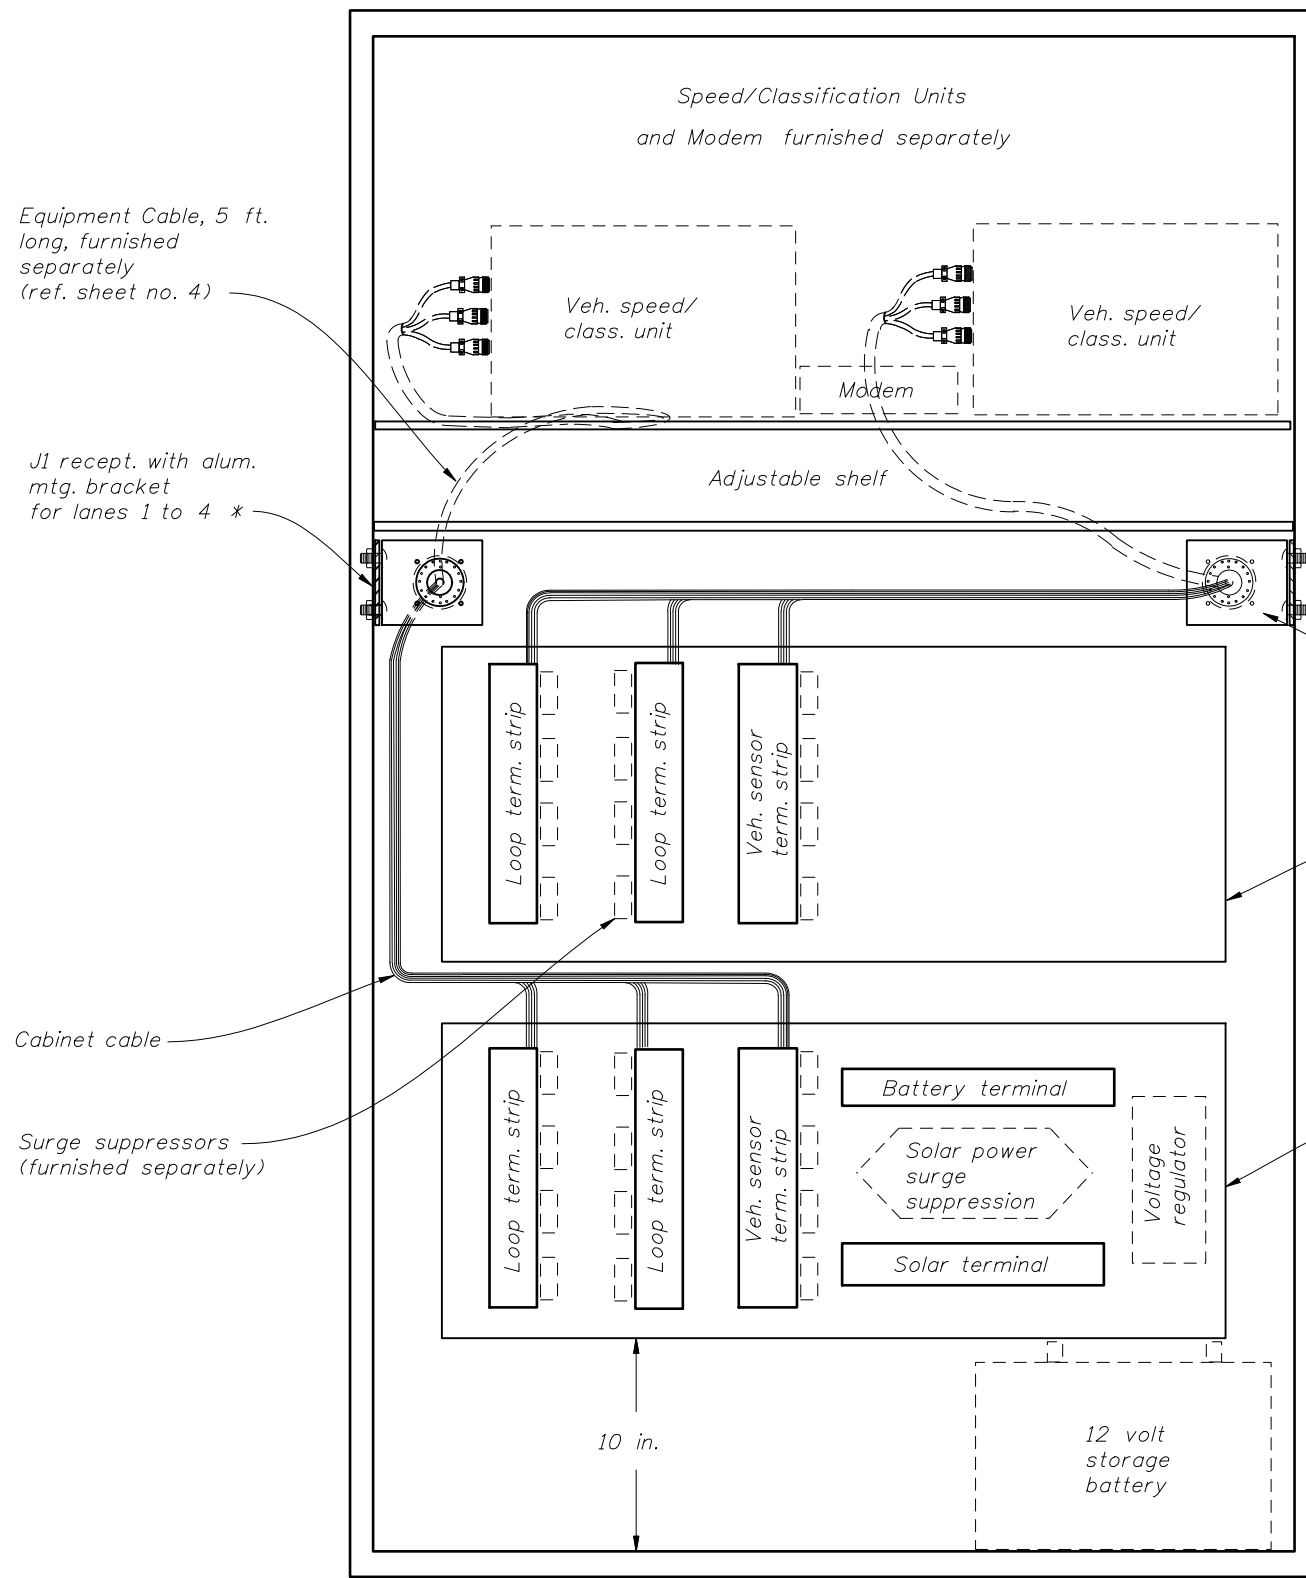 Speed/Classification Units
and Modem furnished separately
Equipment Cable, 5 ft.
long, furnished
separately
(ref. sheet no. 4)
Veh. speed/
class. unit
Veh. speed/
class. unit
Modem
J1 recept. with alum.
mtg. bracket
for lanes 1 to 4 *
Adjustable shelf
Loop term. strip
Loop term. strip
Veh. sensor
term. strip
Cabinet cable
Surge suppressors
(furnished separately)
Loop term. strip
Loop term. strip
Veh. sensor
term. strip
Battery terminal
Solar power
surge
suppression
Voltage
regulator
Solar terminal
10 in.
12 volt
storage
battery